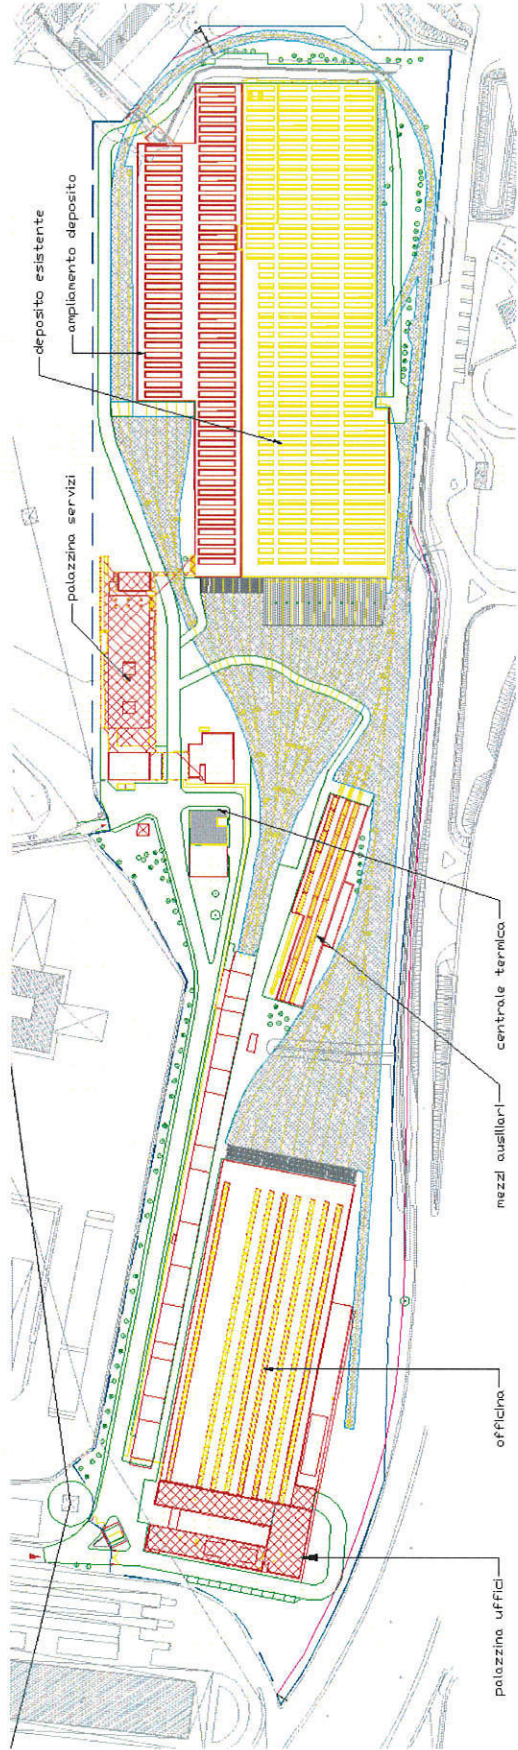 deposito esistente
ampliamento deposito
palazzina servizi
centrale termica
mezzi ausiliari
officina
palazzina uffici